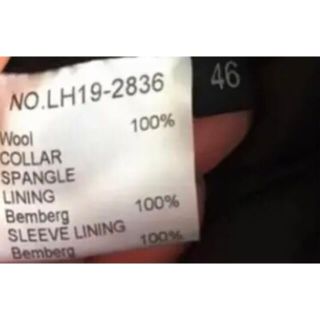 NO.LH19-2836
46
Wool 100%
COLLAR
SPANGLE
LINING
Bemberg 100%
SLEEVE LINING
Bemberg 100%